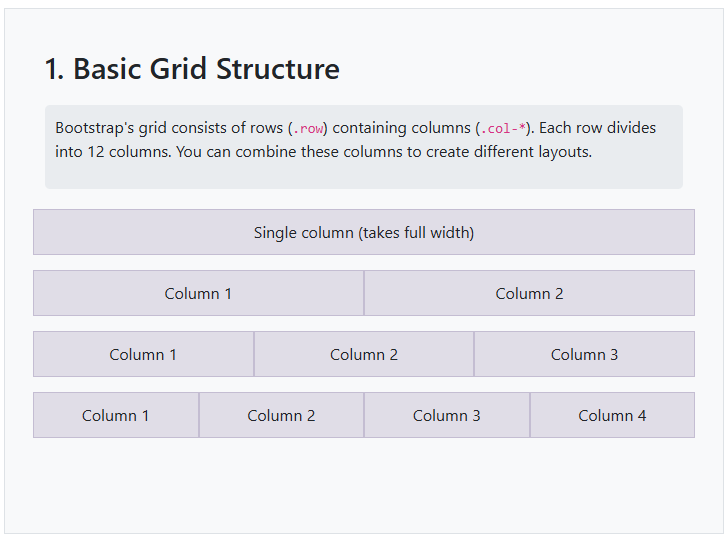 1. Basic Grid Structure
Bootstrap's grid consists of rows (.row) containing columns (.col-*). Each row divides
into 12 columns. You can combine these columns to create different layouts.
Single column (takes full width)
Column 1 Column 2
Column 1 Column 2 Column 3
Column 1 Column 2 Column 3 Column 4